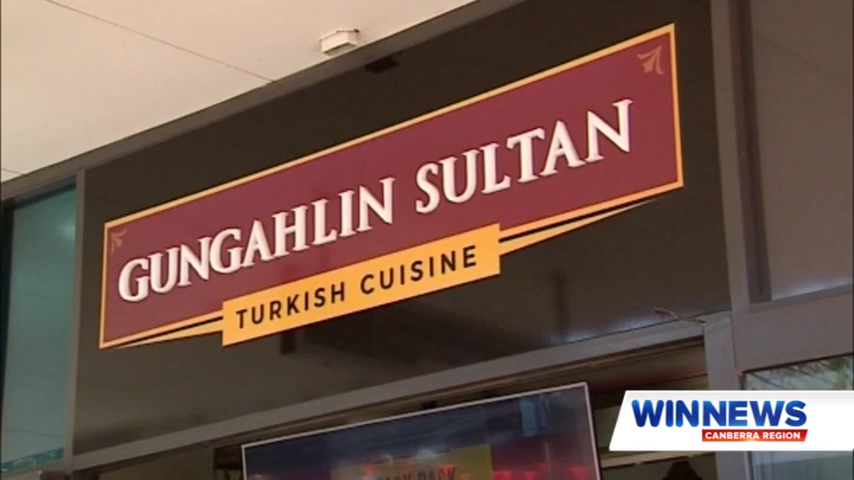 GUNGAHLIN SULTAN
TURKISH CUISINE
WINNEWS
CANBERRA REGION